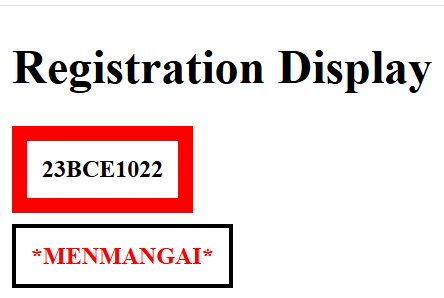 Registration Display
23BCE1022
*MENMANGAI*